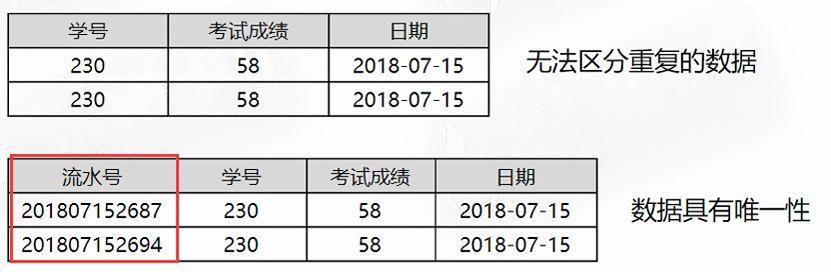 学号 考试成绩 日期
230 58 2018-07-15
230 58 2018-07-15
无法区分重复的数据
流水号 学号 考试成绩 日期
201807152687 230 58 2018-07-15
201807152694 230 58 2018-07-15
数据具有唯一性